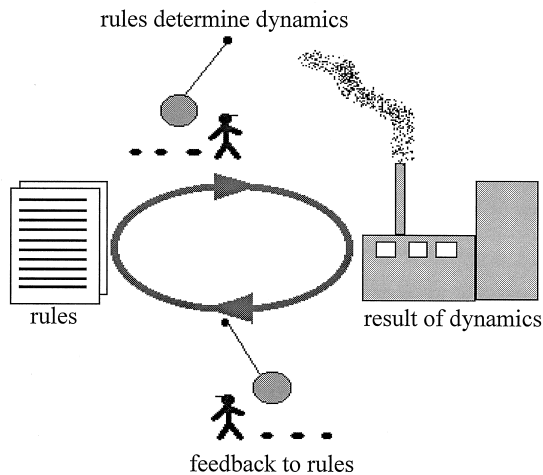 rules determine dynamics
rules
result of dynamics
feedback to rules